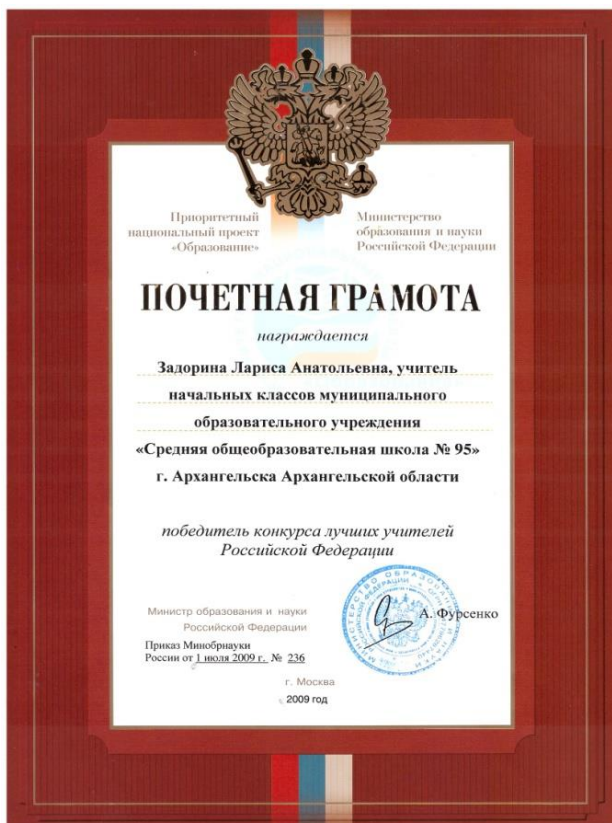 Приоритетный
национальный проект
«Образование»
Министерство
образования и науки
Российской Федерации
ПОЧЕТНАЯ ГРАМОТА
награждается
Задорина Лариса Анатольевна, учитель
начальных классов муниципального
образовательного учреждения
«Средняя общеобразовательная школа № 95»
г. Архангельска Архангельской области
победитель конкурса лучших учителей
Российской Федерации
Министр образования и науки
Российской Федерации
А. Фурсенко
Приказ Минобрнауки
России от 1 июля 2009 г. № 236
г. Москва
2009 год